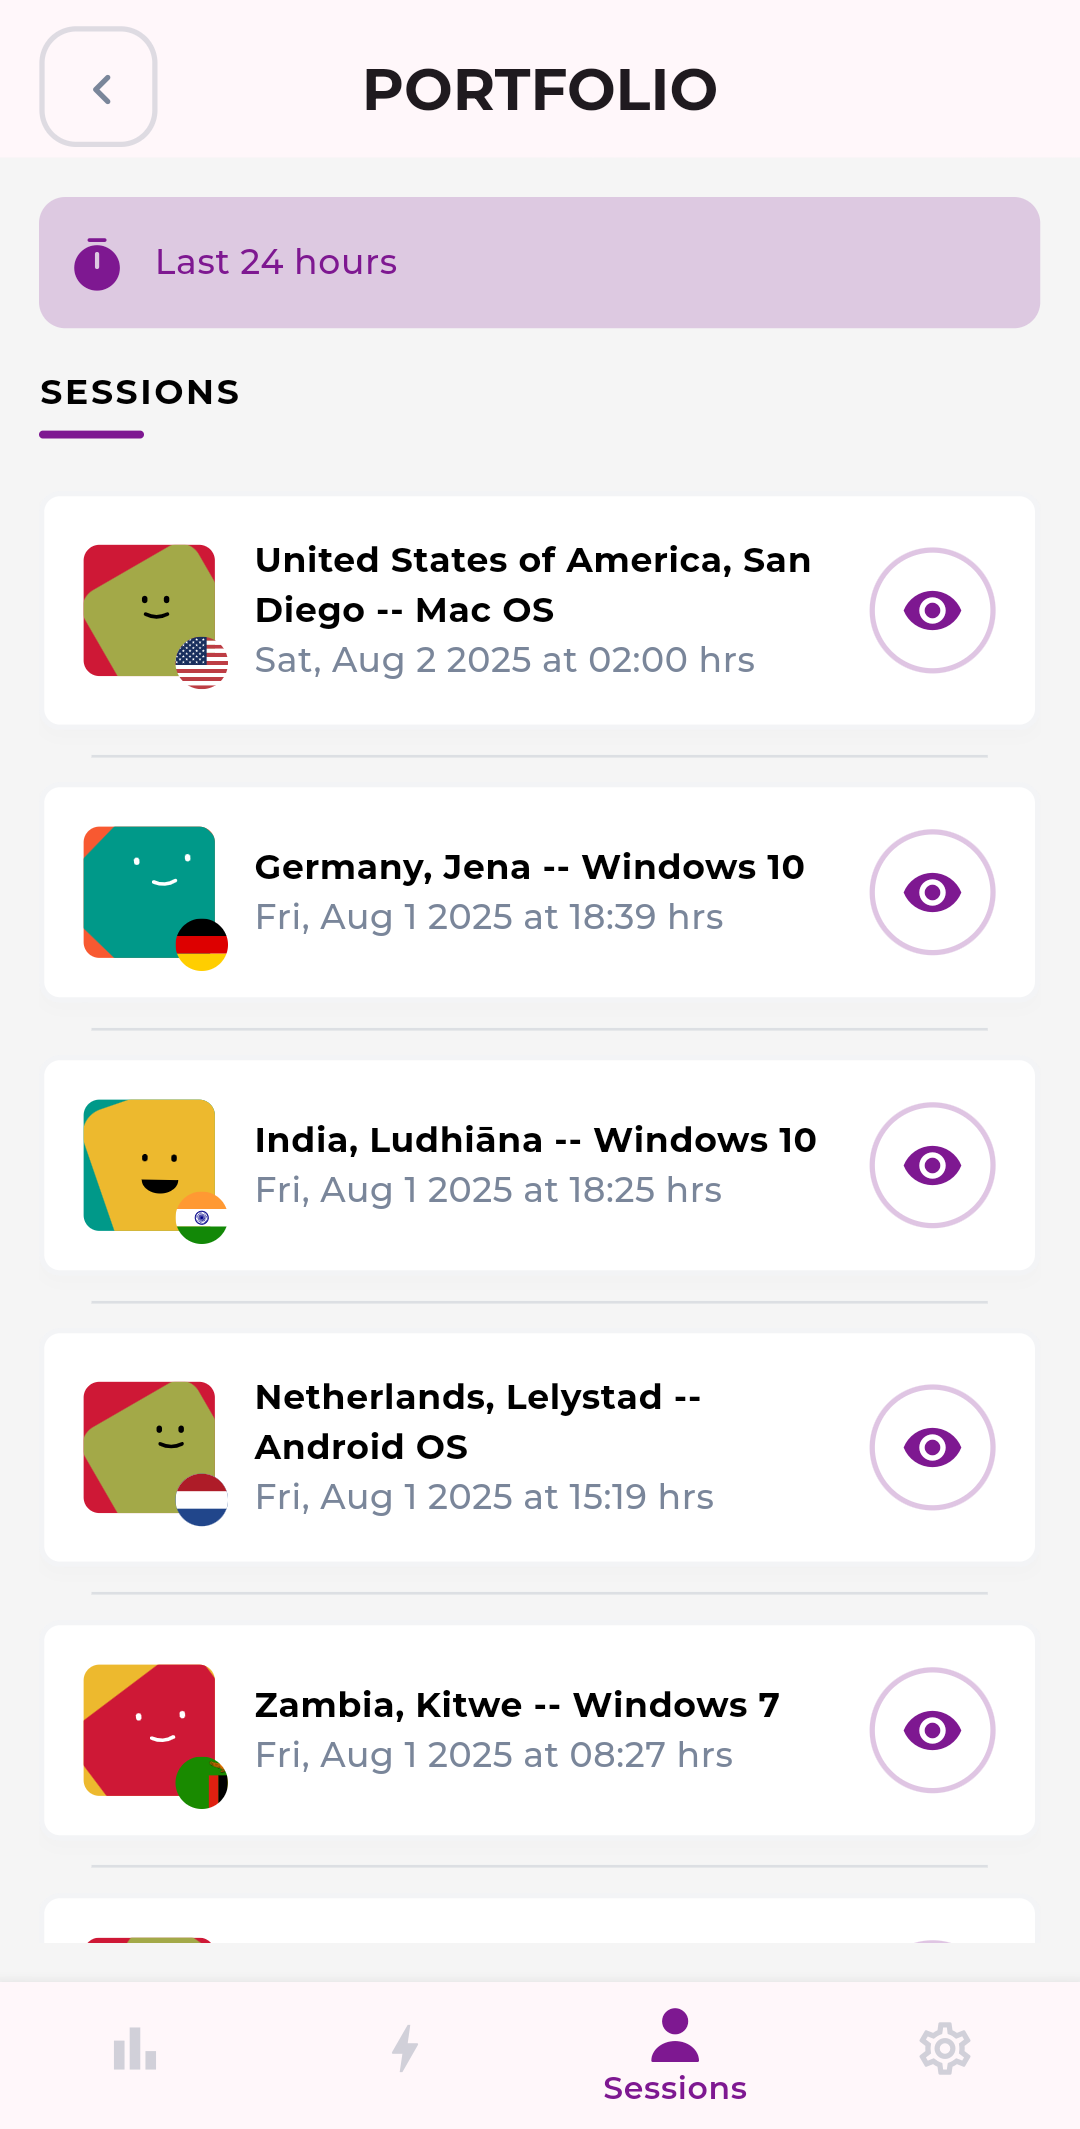 PORTFOLIO
Last 24 hours
SESSIONS
United States of America, San
Diego -- Mac OS
Sat, Aug 2 2025 at 02:00 hrs
Germany, Jena -- Windows 10
Fri, Aug 1 2025 at 18:39 hrs
India, Ludhiāna -- Windows 10
Fri, Aug 1 2025 at 18:25 hrs
Netherlands, Lelystad --
Android OS
Fri, Aug 1 2025 at 15:19 hrs
Zambia, Kitwe -- Windows 7
Fri, Aug 1 2025 at 08:27 hrs
Sessions